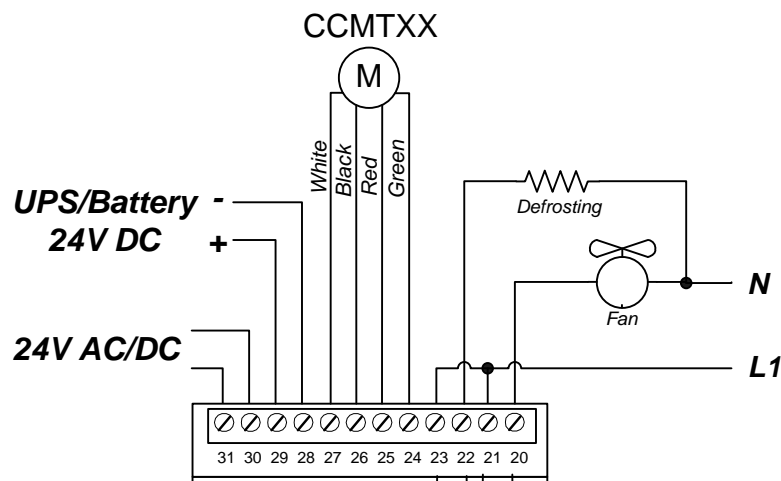 CCMTXX
M
White
Black
Red
Green
Defrosting
UPS/Battery -
24V DC +
Fan
N
24V AC/DC
L1
31 30 29 28 27 26 25 24 23 22 21 20